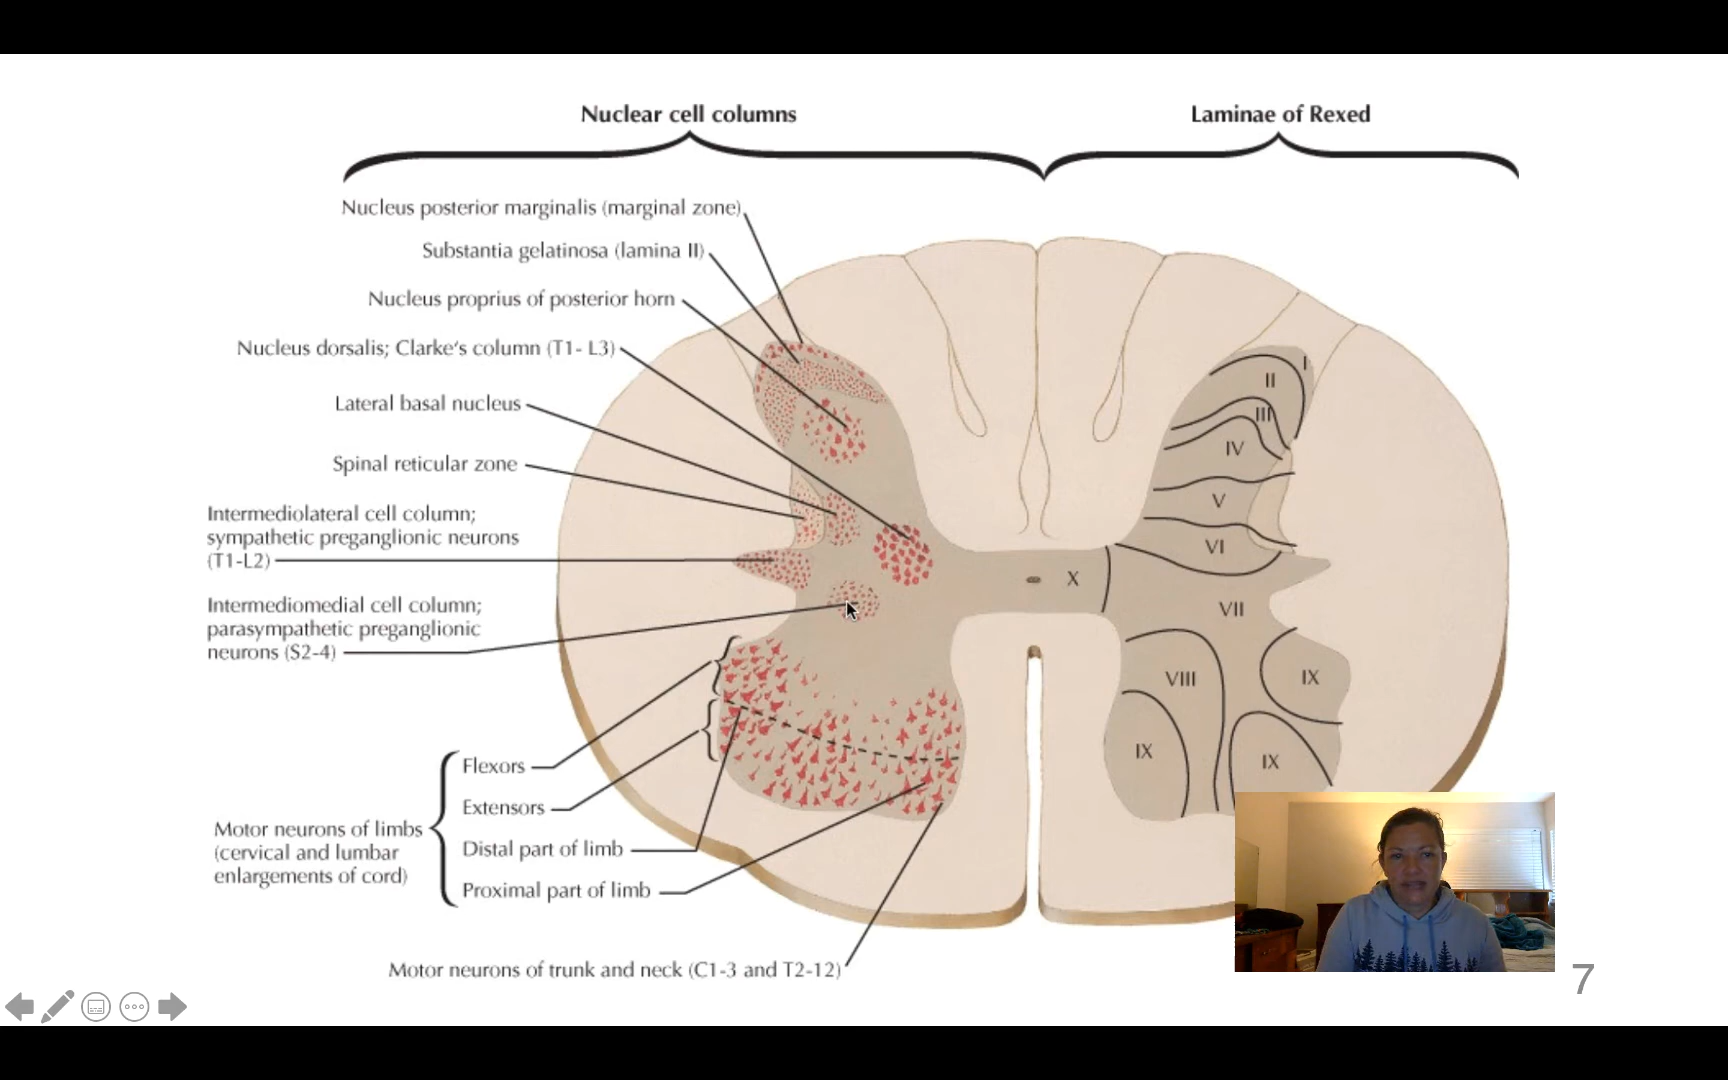 Nuclear cell columns
Laminae of Rexed
Nucleus posterior marginalis (marginal zone)
Substantia gelatinosa (lamina II)
Nucleus proprius of posterior horn
Nucleus dorsalis; Clarke's column (T1- L3)
Lateral basal nucleus
Spinal reticular zone
Intermediolateral cell column;
sympathetic preganglionic neurons
(T1-L2)
Intermediomedial cell column;
parasympathetic preganglionic
neurons (S2-4)
Flexors
Extensors
Motor neurons of limbs
(cervical and lumbar
enlargements of cord)
Distal part of limb
Proximal part of limb
Motor neurons of trunk and neck (C1-3 and T2-12)
I
II
III
IV
V
VI
X
VII
VIII
IX
IX
IX
7